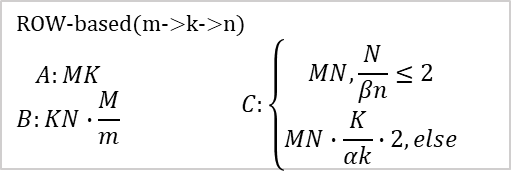 ROW-based(m->k->n)
A: MK
B: KN · M/m
C: { MN, N/βn ≤ 2
MN · K/αk · 2, else